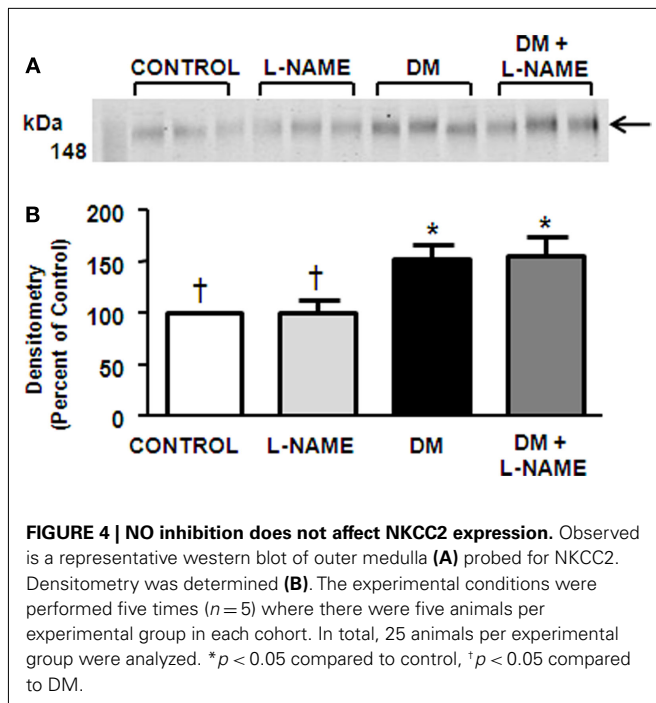 A
CONTROL L-NAME DM DM +
L-NAME
kDa
148
B
Densitometry
(Percent of Control)
200
150
100
50
0
† † * *
CONTROL L-NAME DM DM +
L-NAME
FIGURE 4 | NO inhibition does not affect NKCC2 expression. Observed
is a representative western blot of outer medulla (A) probed for NKCC2.
Densitometry was determined (B). The experimental conditions were
performed five times (n = 5) where there were five animals per
experimental group in each cohort. In total, 25 animals per experimental
group were analyzed. *p < 0.05 compared to control, †p < 0.05 compared
to DM.